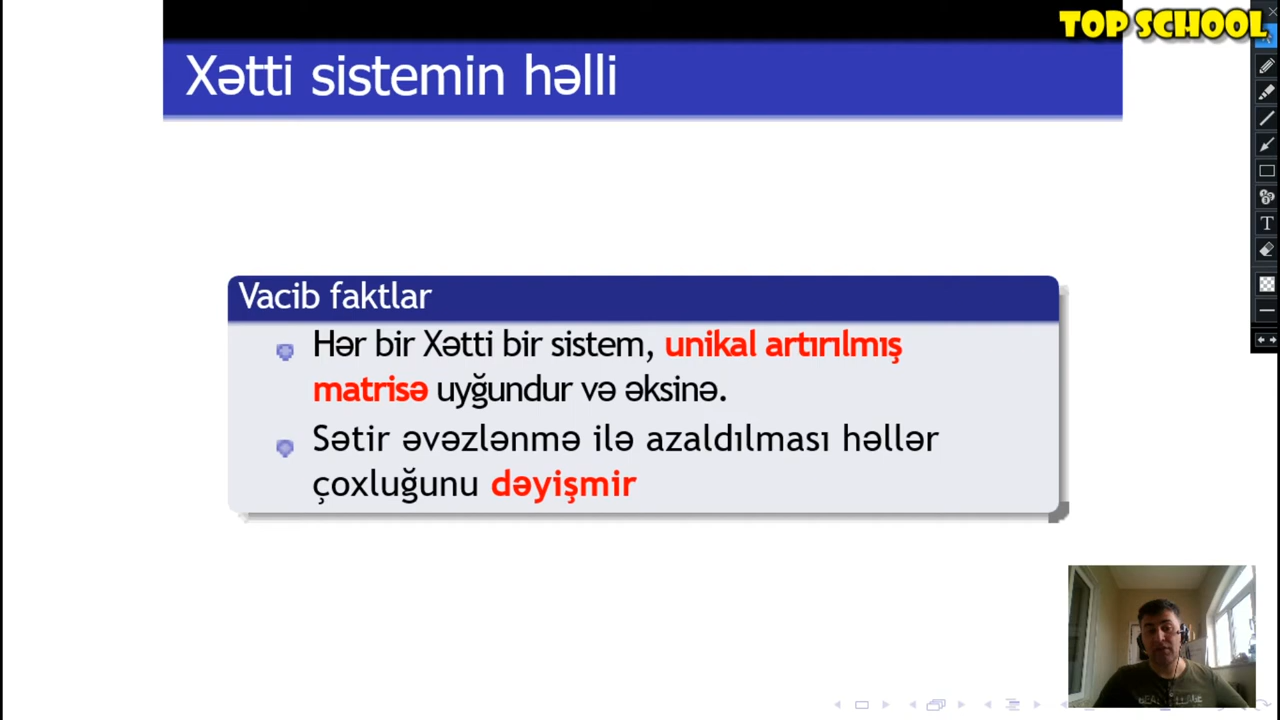 TOP SCHOOL
Xətti sistemin həlli
Vacib faktlar
Hər bir Xətti bir sistem, unikal artırılmış
matrisə uyğundur və əksinə.
Sətir əvəzlənmə ilə azaldılması həllər
çoxluğunu dəyişmir
T